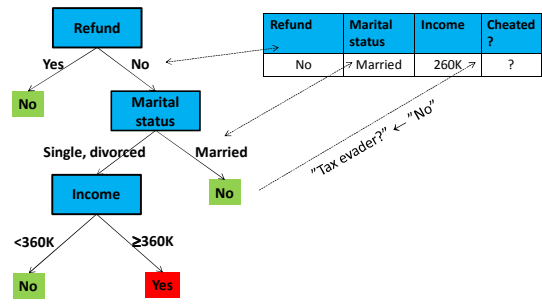 Refund
Yes
No
No
Marital
status
Single, divorced
Married
No
Income
<360K
≥360K
No
Yes
Refund Marital status Income Cheated ?
No Married 260K ?
"Tax evader?" ← "No"